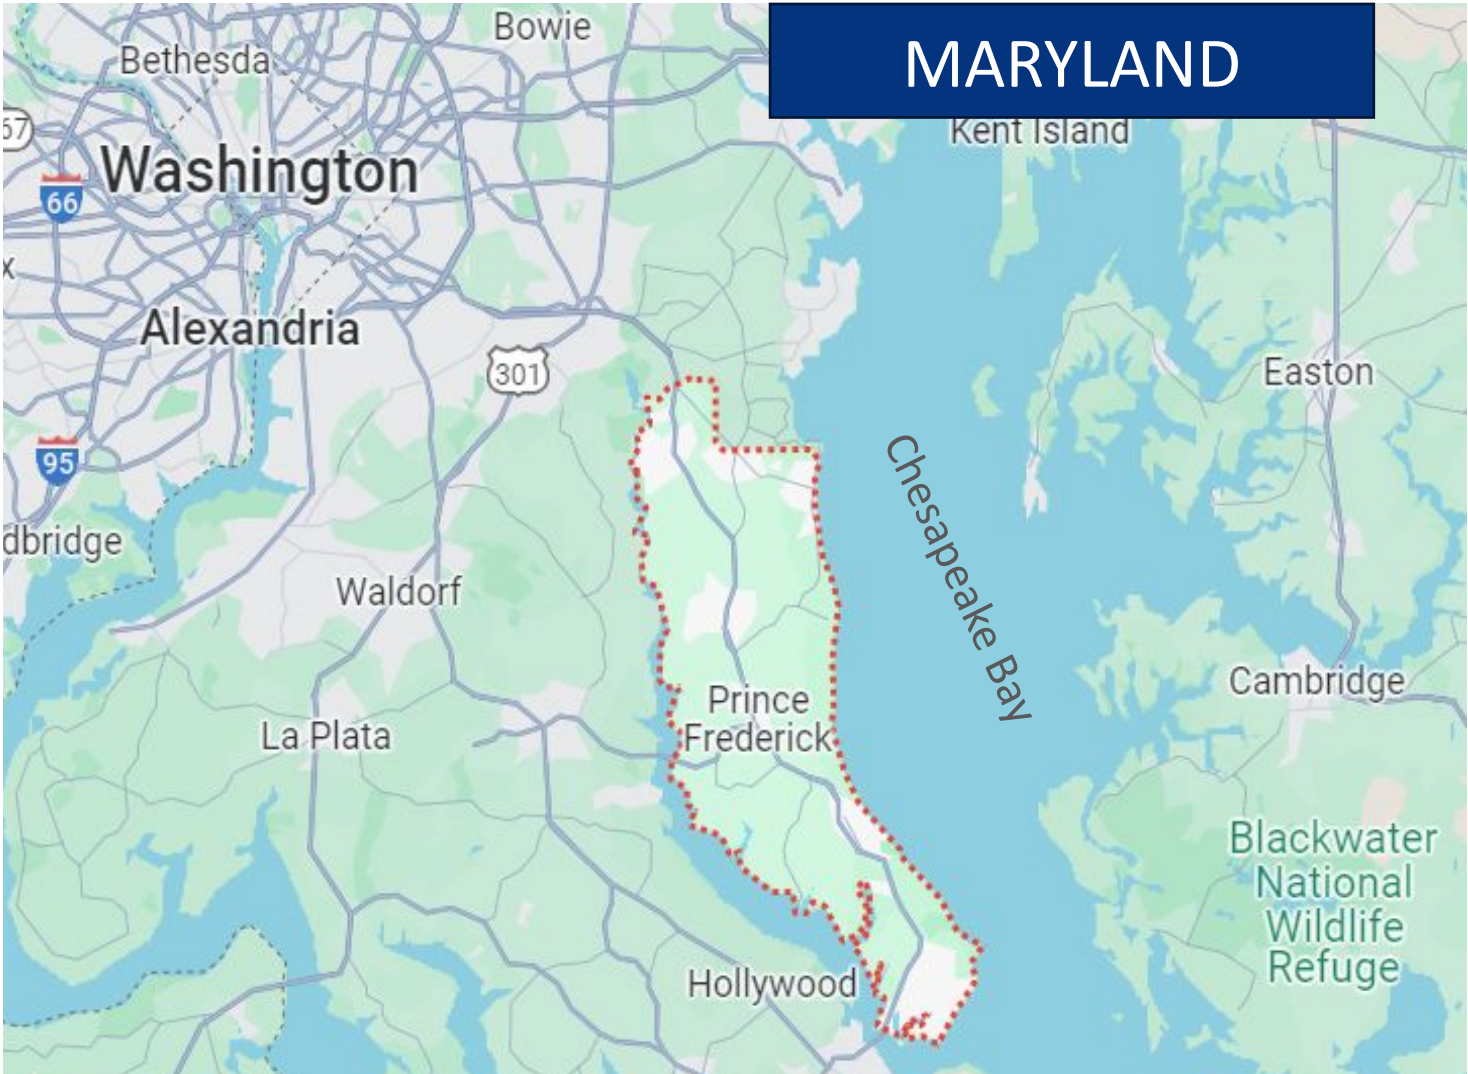 Bowie
MARYLAND
Bethesda
Kent Island
67
Washington
66
x
Alexandria
301
Easton
95
Chesapeake Bay
dbridge
Waldorf
Cambridge
Prince
Frederick
La Plata
Blackwater
National
Wildlife
Refuge
Hollywood